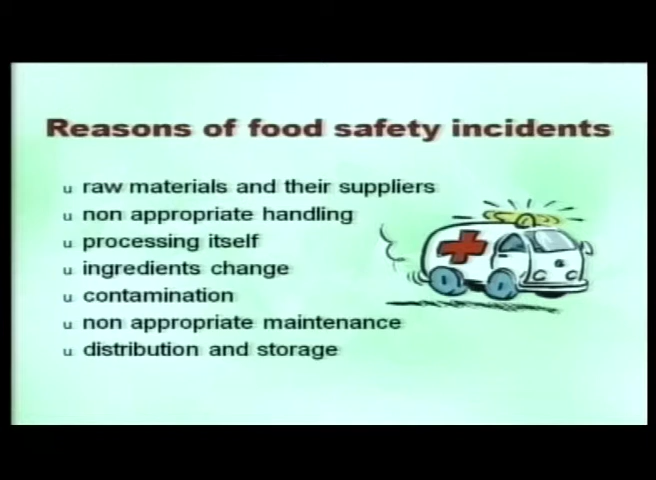 Reasons of food safety incidents
u raw materials and their suppliers
u non appropriate handling
u processing itself
u ingredients change
u contamination
u non appropriate maintenance
u distribution and storage